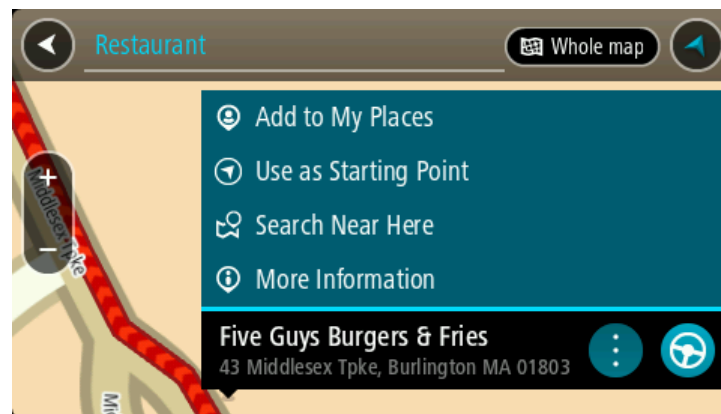 Restaurant
Whole map
Add to My Places
Use as Starting Point
Search Near Here
More Information
Five Guys Burgers & Fries
43 Middlesex Tpke, Burlington MA 01803
+
Middlesex Tpke
−